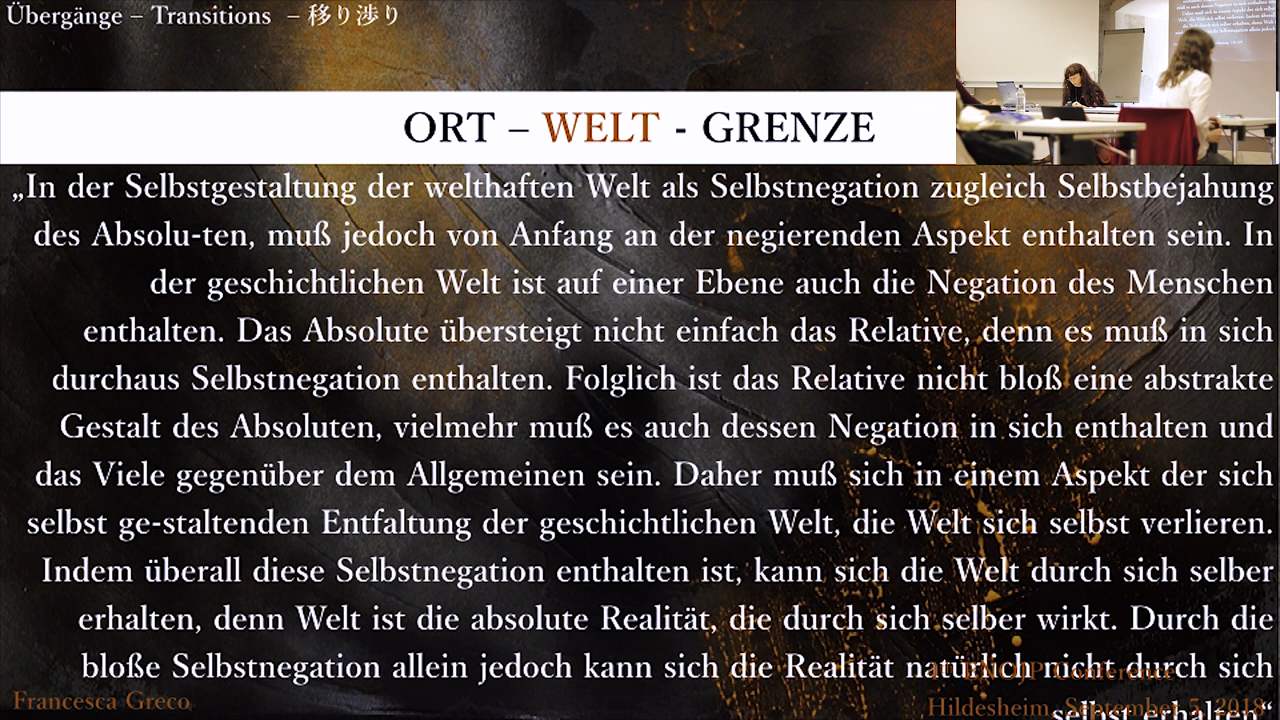 Übergänge – Transitions – 移り渉り
ORT – WELT - GRENZE
„In der Selbstgestaltung der welthaften Welt als Selbstnegation zugleich Selbstbejahung
des Absolu-ten, muß jedoch von Anfang an der negierenden Aspekt enthalten sein. In
der geschichtlichen Welt ist auf einer Ebene auch die Negation des Menschen
enthalten. Das Absolute übersteigt nicht einfach das Relative, denn es muß in sich
durchaus Selbstnegation enthalten. Folglich ist das Relative nicht bloß eine abstrakte
Gestalt des Absoluten, vielmehr muß es auch dessen Negation in sich enthalten und
das Viele gegenüber dem Allgemeinen sein. Daher muß sich in einem Aspekt der sich
selbst ge-staltenden Entfaltung der geschichtlichen Welt, die Welt sich selbst verlieren.
Indem überall diese Selbstnegation enthalten ist, kann sich die Welt durch sich selber
erhalten, denn Welt ist die absolute Realität, die durch sich selber wirkt. Durch die
bloße Selbstnegation allein jedoch kann sich die Realität natürlich nicht durch sich
selbst erhalten“
Francesca Greco
ENOJP Conference
Hildesheim, September 5, 2018